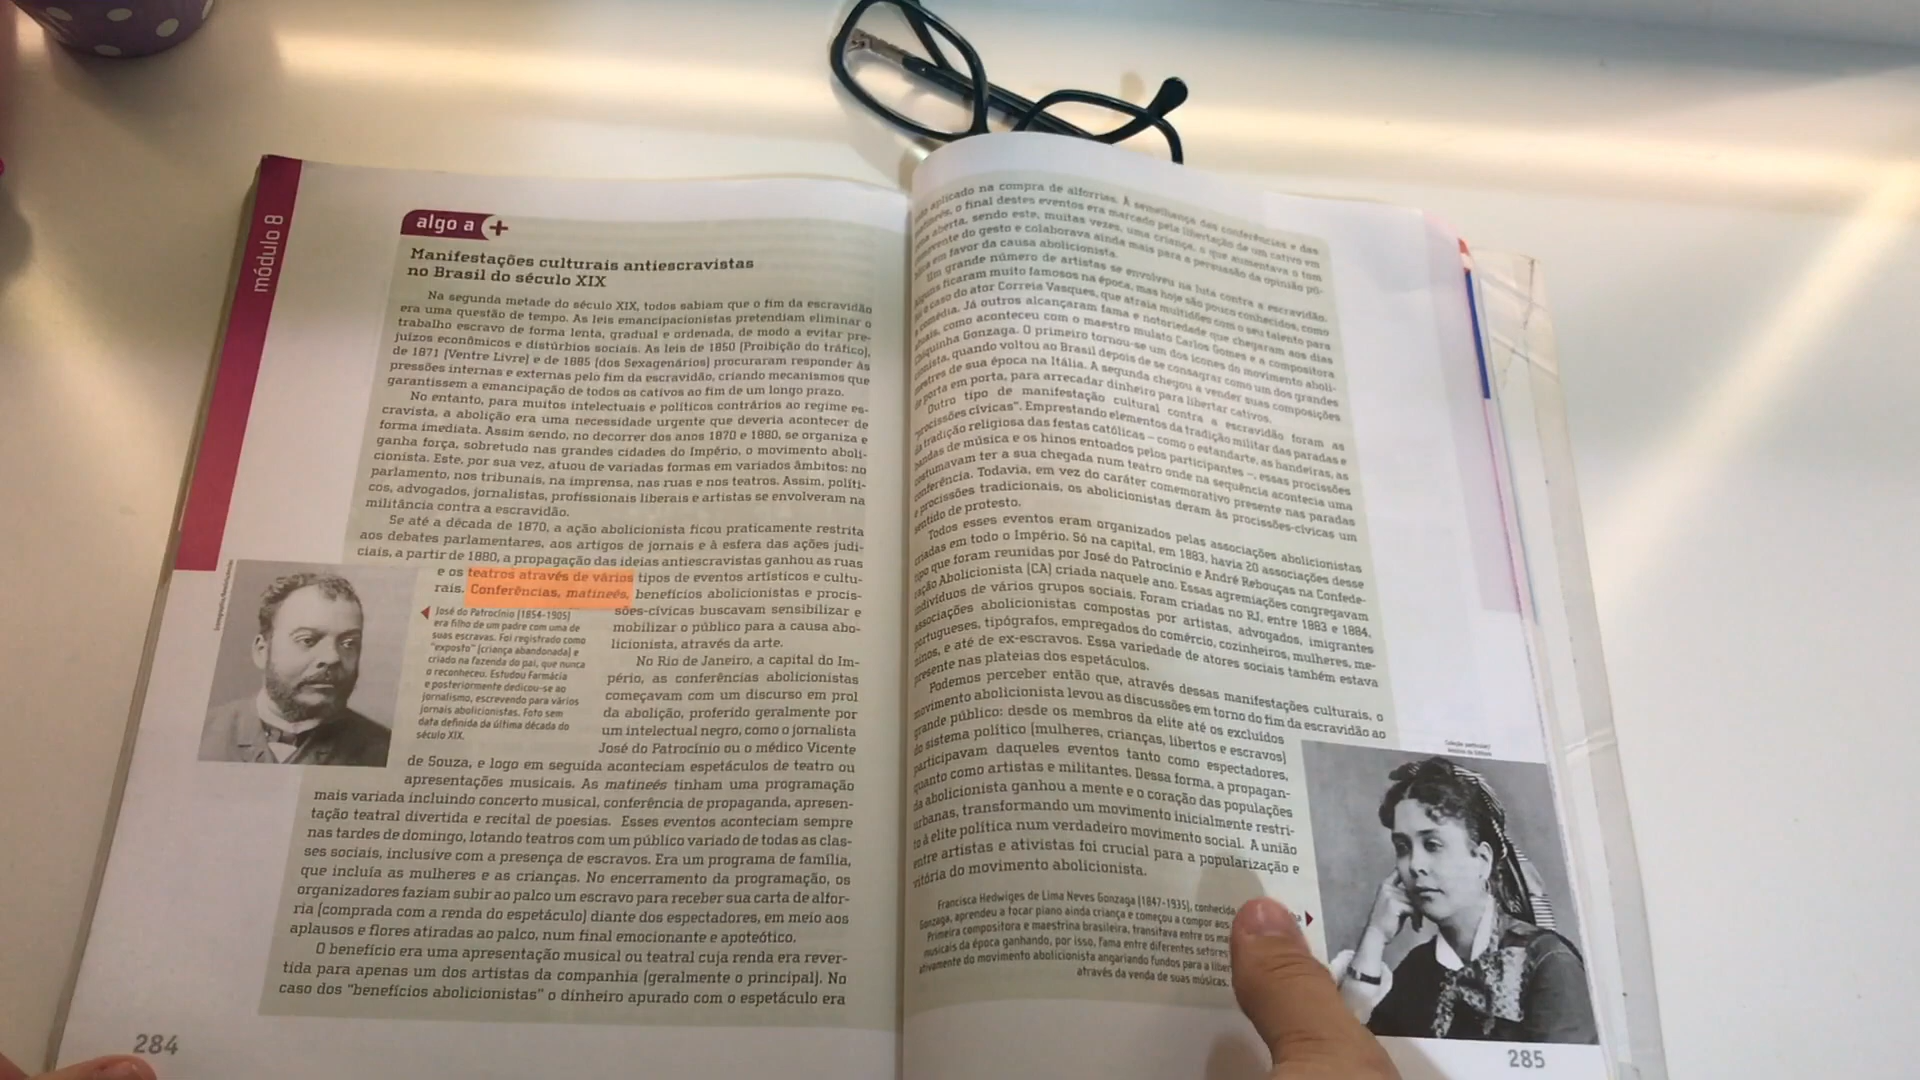 módulo 8
algo a +
Manifestações culturais antiescravistas
no Brasil do século XIX
Na segunda metade do século XIX, todos sabiam que o fim da escravidão
era uma questão de tempo. As leis emancipacionistas pretendiam eliminar o
trabalho escravo de forma lenta, gradual e ordenada, de modo a evitar pre-
juízos econômicos e distúrbios sociais. As leis de 1850 (Proibição do tráfico),
de 1871 (Ventre Livre) e de 1885 (dos Sexagenários) procuraram responder às
pressões internas e externas pelo fim da escravidão, criando mecanismos que
garantissem a emancipação de todos os cativos ao fim de um longo prazo.
No entanto, para muitos intelectuais e políticos contrários ao regime es-
cravista, a abolição era uma necessidade urgente que deveria acontecer de
forma imediata. Assim sendo, no decorrer dos anos 1870 e 1880, se organiza e
ganha força, sobretudo nas grandes cidades do Império, o movimento aboli-
cionista. Este, por sua vez, atuou de variadas formas em variados âmbitos: no
parlamento, nos tribunais, na imprensa, nas ruas e nos teatros. Assim, políti-
cos, advogados, jornalistas, profissionais liberais e artistas se envolveram na
militância contra a escravidão.
Se até a década de 1870, a ação abolicionista ficou praticamente restrita
aos debates parlamentares, aos artigos de jornais e à esfera das ações judi-
ciais, a partir de 1880, a propagação das ideias antiescravistas ganhou as ruas
e os teatros através de vários tipos de eventos artísticos e cultu-
rais. Conferências, matineés, benefícios abolicionistas e procis-
sões-cívicas buscavam sensibilizar e
mobilizar o público para a causa abo-
licionista, através da arte.
José do Patrocínio (1854-1905)
era filho de um padre com uma de
suas escravas. Foi registrado como
"exposto" (criança abandonada) e
criado na fazenda do pai, que nunca
o reconheceu. Estudou Farmácia
e posteriormente dedicou-se ao
jornalismo, escrevendo para vários
jornais abolicionistas. Foto sem
data definida da última década do
século XIX.
No Rio de Janeiro, a capital do Im-
pério, as conferências abolicionistas
começavam com um discurso em prol
da abolição, proferido geralmente por
um intelectual negro, como o jornalista
José do Patrocínio ou o médico Vicente
de Souza, e logo em seguida aconteciam espetáculos de teatro ou
apresentações musicais. As matineés tinham uma programação
mais variada incluindo concerto musical, conferência de propaganda, apresen-
tação teatral divertida e recital de poesias. Esses eventos aconteciam sempre
nas tardes de domingo, lotando teatros com um público variado de todas as clas-
ses sociais, inclusive com a presença de escravos. Era um programa de família,
que incluía as mulheres e as crianças. No encerramento da programação, os
organizadores faziam subir ao palco um escravo para receber sua carta de alfor-
ria (comprada com a renda do espetáculo) diante dos espectadores, em meio aos
aplausos e flores atiradas ao palco, num final emocionante e apoteótico.
O benefício era uma apresentação musical ou teatral cuja renda era rever-
tida para apenas um dos artistas da companhia (geralmente o principal). No
caso dos "benefícios abolicionistas" o dinheiro apurado com o espetáculo era
284
aplicado na compra de alforrias. À semelhança das conferências e das
matineés, o final destes eventos era marcado pela libertação de um cativo em
aberta, sendo este, muitas vezes, uma criança, o que aumentava o tom
do gesto e colaborava ainda mais para a persuasão da opinião pú-
em favor da causa abolicionista.
Um grande número de artistas se envolveu na luta contra a escravidão.
Alguns ficaram muito famosos na época, mas hoje são pouco conhecidos, como
o caso do ator Correia Vasques, que atraía multidões com o seu talento para
a comédia. Já outros alcançaram fama e notoriedade que chegaram aos dias
atuais, como aconteceu com o maestro mulato Carlos Gomes e a compositora
Chiquinha Gonzaga. O primeiro tornou-se um dos ícones do movimento aboli-
cionista, quando voltou ao Brasil depois de se consagrar como um dos grandes
mestres de sua época na Itália. A segunda chegou a vender suas composições
de porta em porta, para arrecadar dinheiro para libertar cativos.
Outro tipo de manifestação cultural contra a escravidão foram as
"procissões cívicas". Emprestando elementos da tradição militar das paradas e
da tradição religiosa das festas católicas – como o estandarte, as bandeiras, as
bandas de música e os hinos entoados pelos participantes –, essas procissões
costumavam ter a sua chegada num teatro onde na sequência acontecia uma
conferência. Todavia, em vez do caráter comemorativo presente nas paradas
e procissões tradicionais, os abolicionistas deram às procissões-cívicas um
sentido de protesto.
Todos esses eventos eram organizados pelas associações abolicionistas
criadas em todo o Império. Só na capital, em 1883, havia 20 associações desse
tipo que foram reunidas por José do Patrocínio e André Rebouças na Confede-
ração Abolicionista (CA) criada naquele ano. Essas agremiações congregavam
indivíduos de vários grupos sociais. Foram criadas no RJ, entre 1883 e 1884,
associações abolicionistas compostas por artistas, advogados, imigrantes
portugueses, tipógrafos, empregados do comércio, cozinheiros, mulheres, me-
ninos, e até de ex-escravos. Essa variedade de atores sociais também estava
presente nas plateias dos espetáculos.
Podemos perceber então que, através dessas manifestações culturais, o
movimento abolicionista levou as discussões em torno do fim da escravidão ao
grande público: desde os membros da elite até os excluídos
do sistema político (mulheres, crianças, libertos e escravos)
participavam daqueles eventos tanto como espectadores,
quanto como artistas e militantes. Dessa forma, a propagan-
da abolicionista ganhou a mente e o coração das populações
urbanas, transformando um movimento inicialmente restri-
to à elite política num verdadeiro movimento social. A união
entre artistas e ativistas foi crucial para a popularização e
vitória do movimento abolicionista.
Francisca Hedwiges de Lima Neves Gonzaga (1847-1935), conhecida
Gonzaga, aprendeu a tocar piano ainda criança e começou a compor aos
Primeira compositora e maestrina brasileira, transitava entre os
musicais da época ganhando, por isso, fama entre diferentes setores
ativamente do movimento abolicionista angariando fundos para a
através da venda de suas músicas.
285